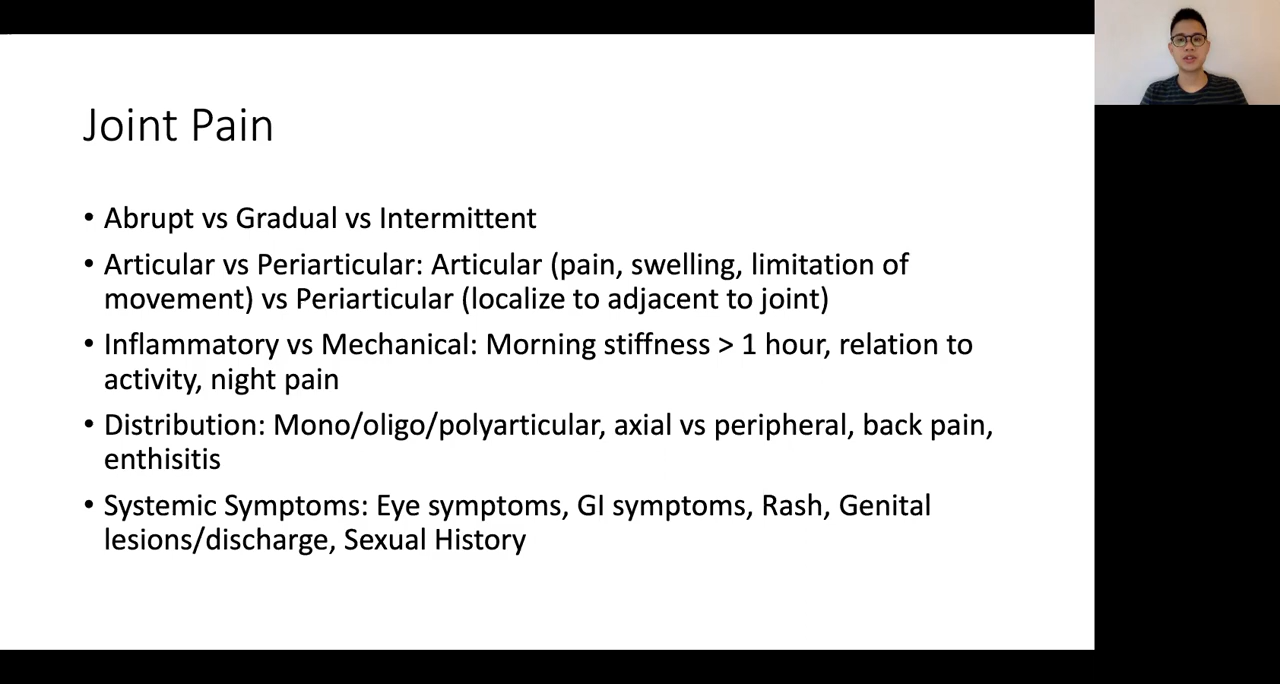 Joint Pain
• Abrupt vs Gradual vs Intermittent
• Articular vs Periarticular: Articular (pain, swelling, limitation of
movement) vs Periarticular (localize to adjacent to joint)
• Inflammatory vs Mechanical: Morning stiffness > 1 hour, relation to
activity, night pain
• Distribution: Mono/oligo/polyarticular, axial vs peripheral, back pain,
enthisitis
• Systemic Symptoms: Eye symptoms, GI symptoms, Rash, Genital
lesions/discharge, Sexual History